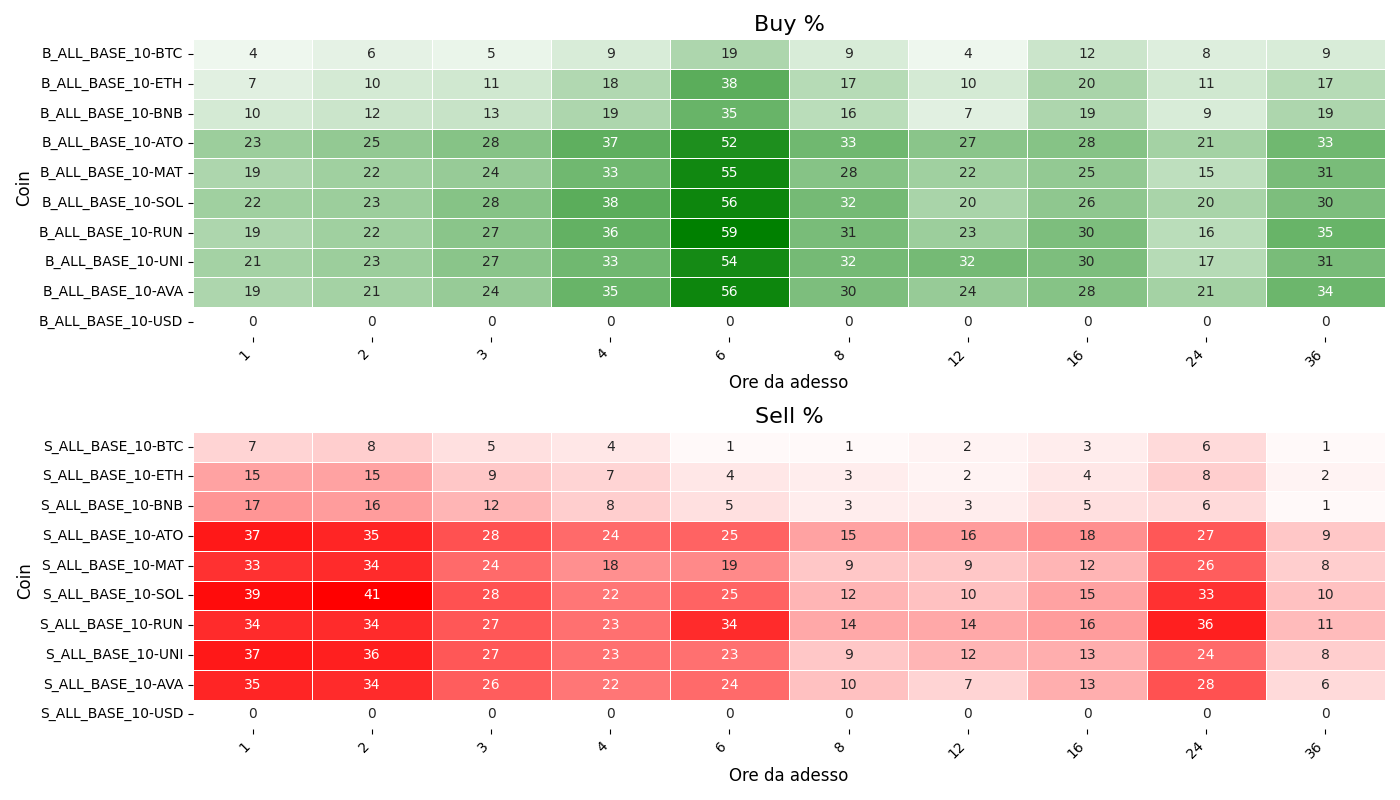 Buy %
Coin
B_ALL_BASE_10-BTC 4 6 5 9 19 9 4 12 8 9
B_ALL_BASE_10-ETH 7 10 11 18 38 17 10 20 11 17
B_ALL_BASE_10-BNB 10 12 13 19 35 16 7 19 9 19
B_ALL_BASE_10-ATO 23 25 28 37 52 33 27 28 21 33
B_ALL_BASE_10-MAT 19 22 24 33 55 28 22 25 15 31
B_ALL_BASE_10-SOL 22 23 28 38 56 32 20 26 20 30
B_ALL_BASE_10-RUN 19 22 27 36 59 31 23 30 16 35
B_ALL_BASE_10-UNI 21 23 27 33 54 32 32 30 17 31
B_ALL_BASE_10-AVA 19 21 24 35 56 30 24 28 21 34
B_ALL_BASE_10-USD 0 0 0 0 0 0 0 0 0 0
1 2 3 4 6 8 12 16 24 36
Ore da adesso
Sell %
Coin
S_ALL_BASE_10-BTC 7 8 5 4 1 1 2 3 6 1
S_ALL_BASE_10-ETH 15 15 9 7 4 3 2 4 8 2
S_ALL_BASE_10-BNB 17 16 12 8 5 3 3 5 6 1
S_ALL_BASE_10-ATO 37 35 28 24 25 15 16 18 27 9
S_ALL_BASE_10-MAT 33 34 24 18 19 9 9 12 26 8
S_ALL_BASE_10-SOL 39 41 28 22 25 12 10 15 33 10
S_ALL_BASE_10-RUN 34 34 27 23 34 14 14 16 36 11
S_ALL_BASE_10-UNI 37 36 27 23 23 9 12 13 24 8
S_ALL_BASE_10-AVA 35 34 26 22 24 10 7 13 28 6
S_ALL_BASE_10-USD 0 0 0 0 0 0 0 0 0 0
1 2 3 4 6 8 12 16 24 36
Ore da adesso